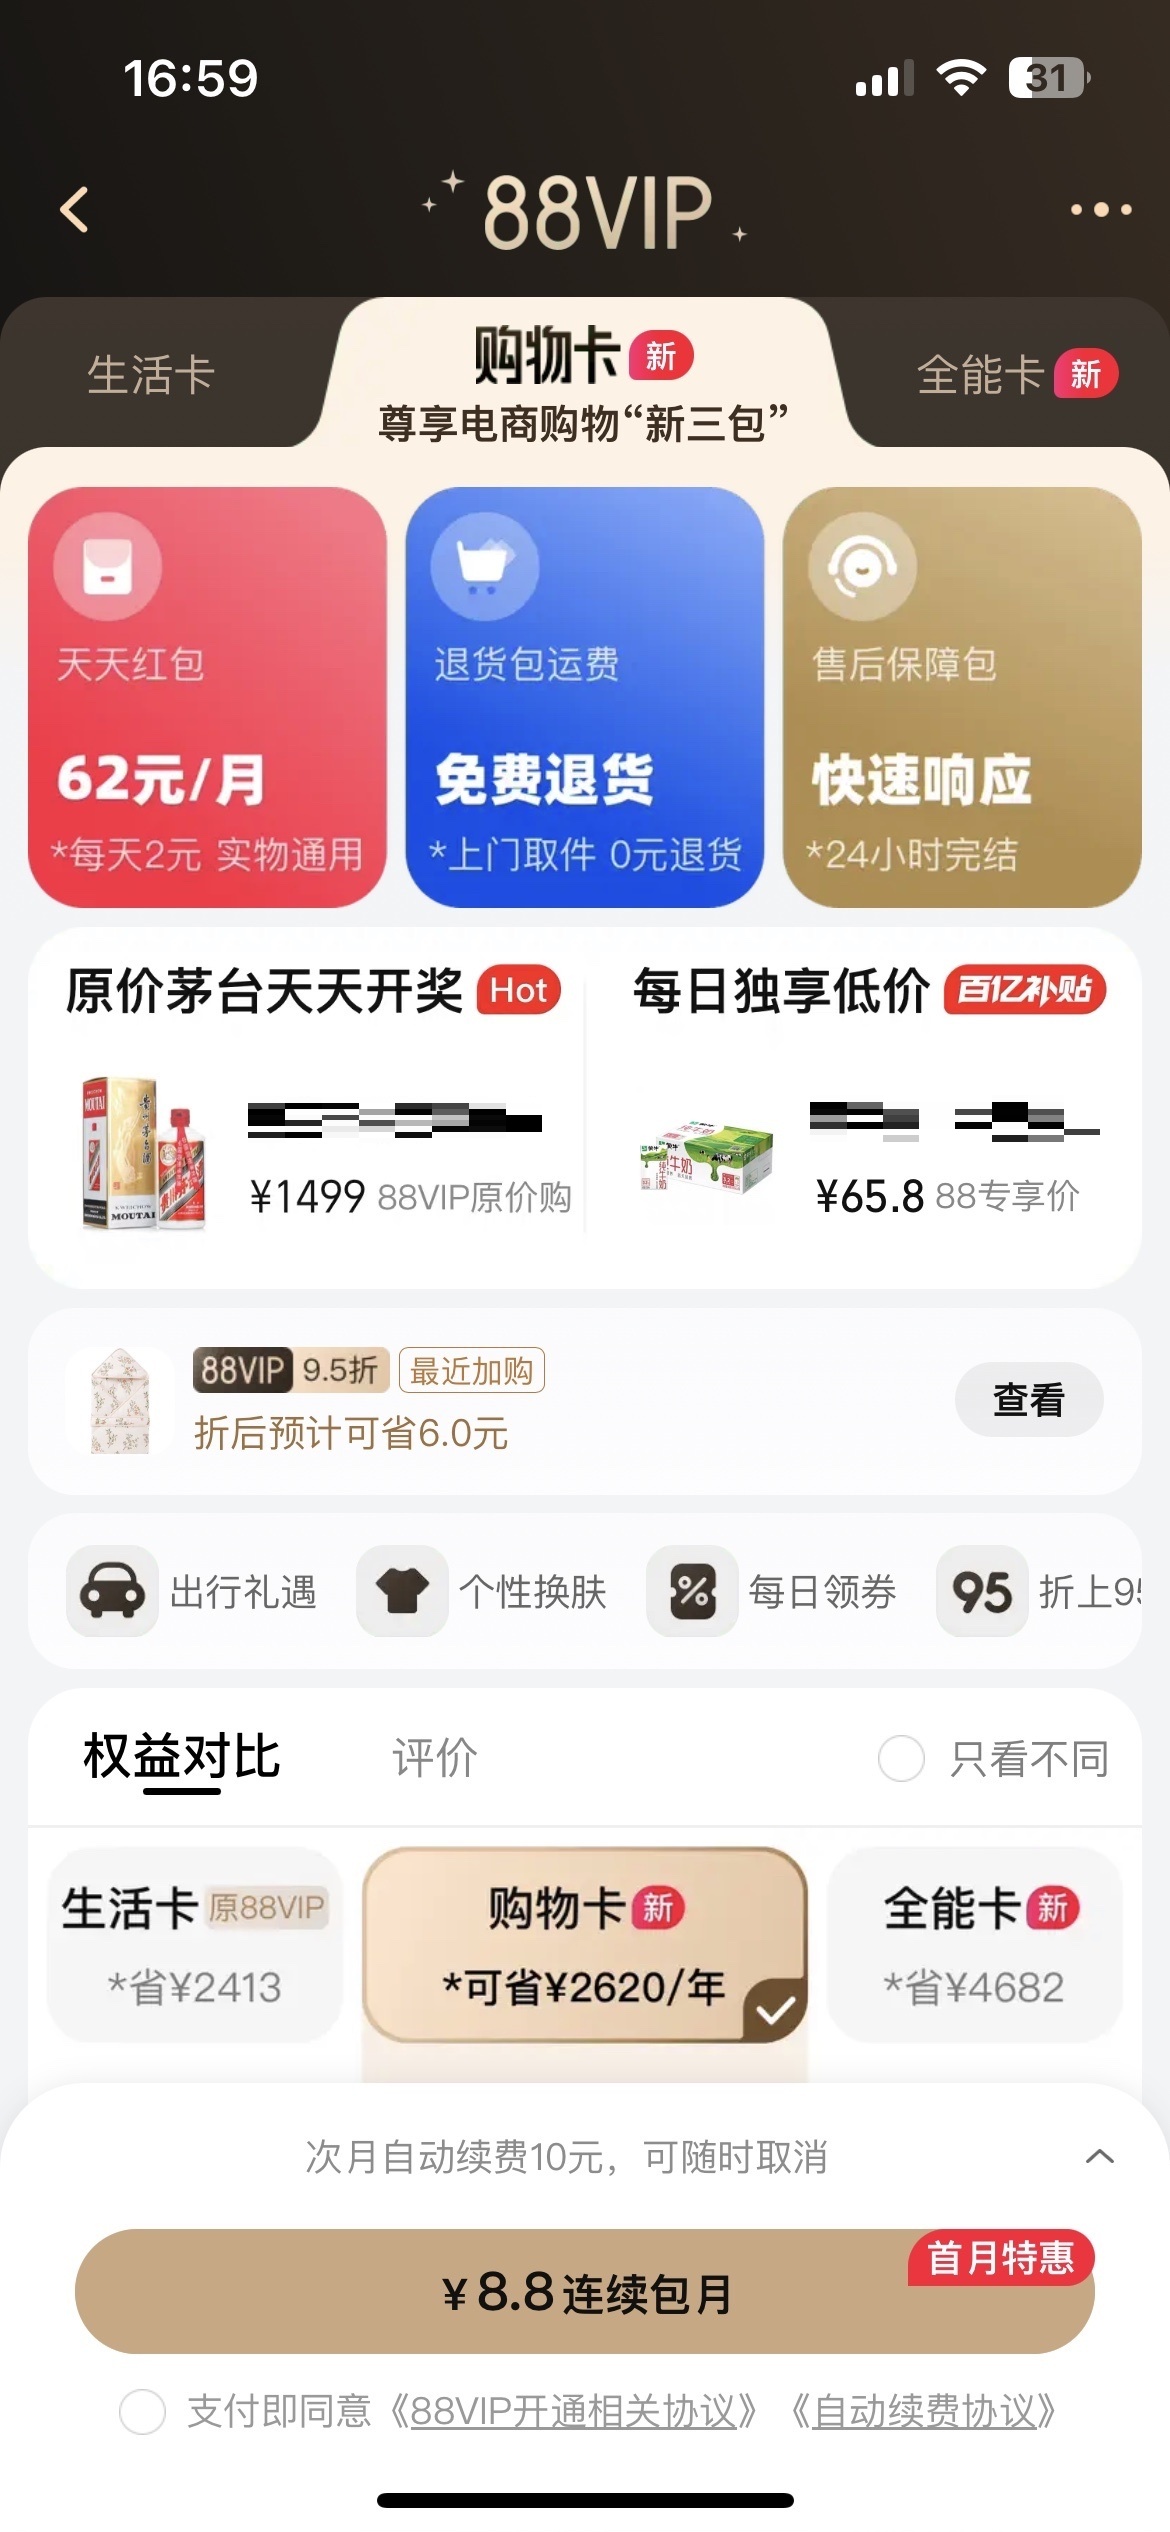 16:59
31
88VIP
生活卡
购物卡 新
全能卡 新
尊享电商购物“新三包”
天天红包
62元/月
*每天2元 实物通用
退货包运费
免费退货
*上门取件 0元退货
售后保障包
快速响应
*24小时完结
原价茅台天天开奖 Hot
¥1499 88VIP原价购
MOUTAI
MOUTAI
每日独享低价 百亿补贴
牛奶
¥65.8 88专享价
88VIP 9.5折 最近加购
折后预计可省6.0元
查看
出行礼遇
个性换肤
每日领券
95 折上95
权益对比
评价
只看不同
生活卡 原88VIP
*省¥2413
购物卡 新
*可省¥2620/年
全能卡 新
*省¥4682
次月自动续费10元，可随时取消
首月特惠
¥8.8连续包月
支付即同意《88VIP开通相关协议》《自动续费协议》